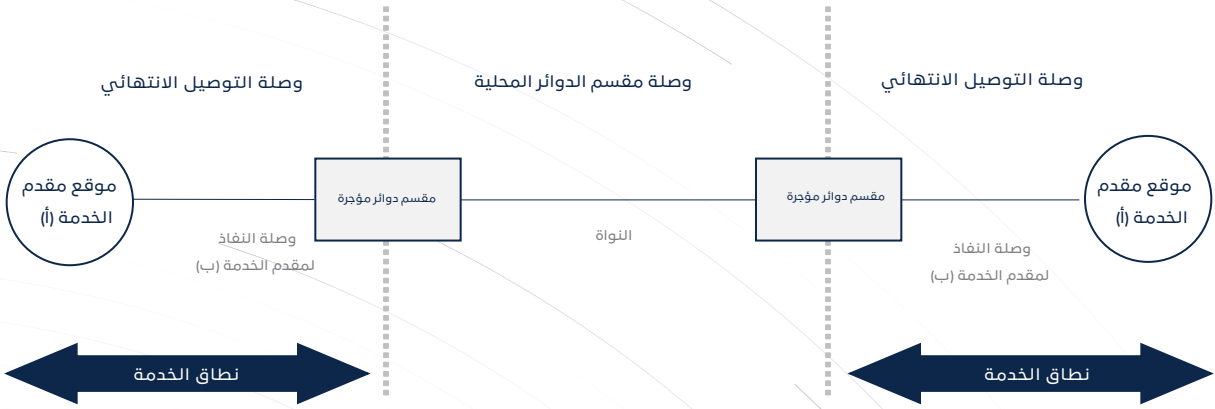 وصلة التوصيل الانتهائي
وصلة مقسم الدوائر المحلية
وصلة التوصيل الانتهائي
موقع مقدم
الخدمة (أ)
مقسم دوائر مؤجرة
مقسم دوائر مؤجرة
موقع مقدم
الخدمة (أ)
وصلة النفاذ
لمقدم الخدمة (ب)
النواة
وصلة النفاذ
لمقدم الخدمة (ب)
نطاق الخدمة
نطاق الخدمة